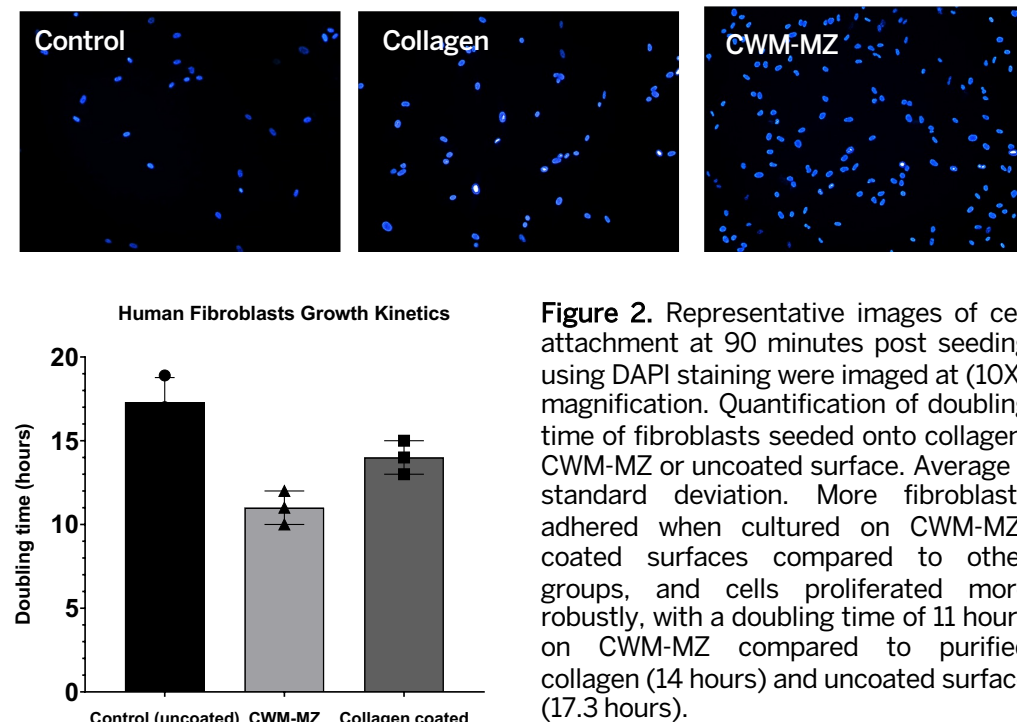 Control
Collagen
CWM-MZ
Human Fibroblasts Growth Kinetics
Doubling time (hours)
20
15
10
5
0
Control (uncoated) CWM-MZ Collagen coated
Figure 2. Representative images of ce
attachment at 90 minutes post seeding
using DAPI staining were imaged at (10X
magnification. Quantification of doubling
time of fibroblasts seeded onto collagen
CWM-MZ or uncoated surface. Average
standard deviation. More fibroblast
adhered when cultured on CWM-MZ
coated surfaces compared to othe
groups, and cells proliferated mor
robustly, with a doubling time of 11 hour
on CWM-MZ compared to purified
collagen (14 hours) and uncoated surfac
(17.3 hours).